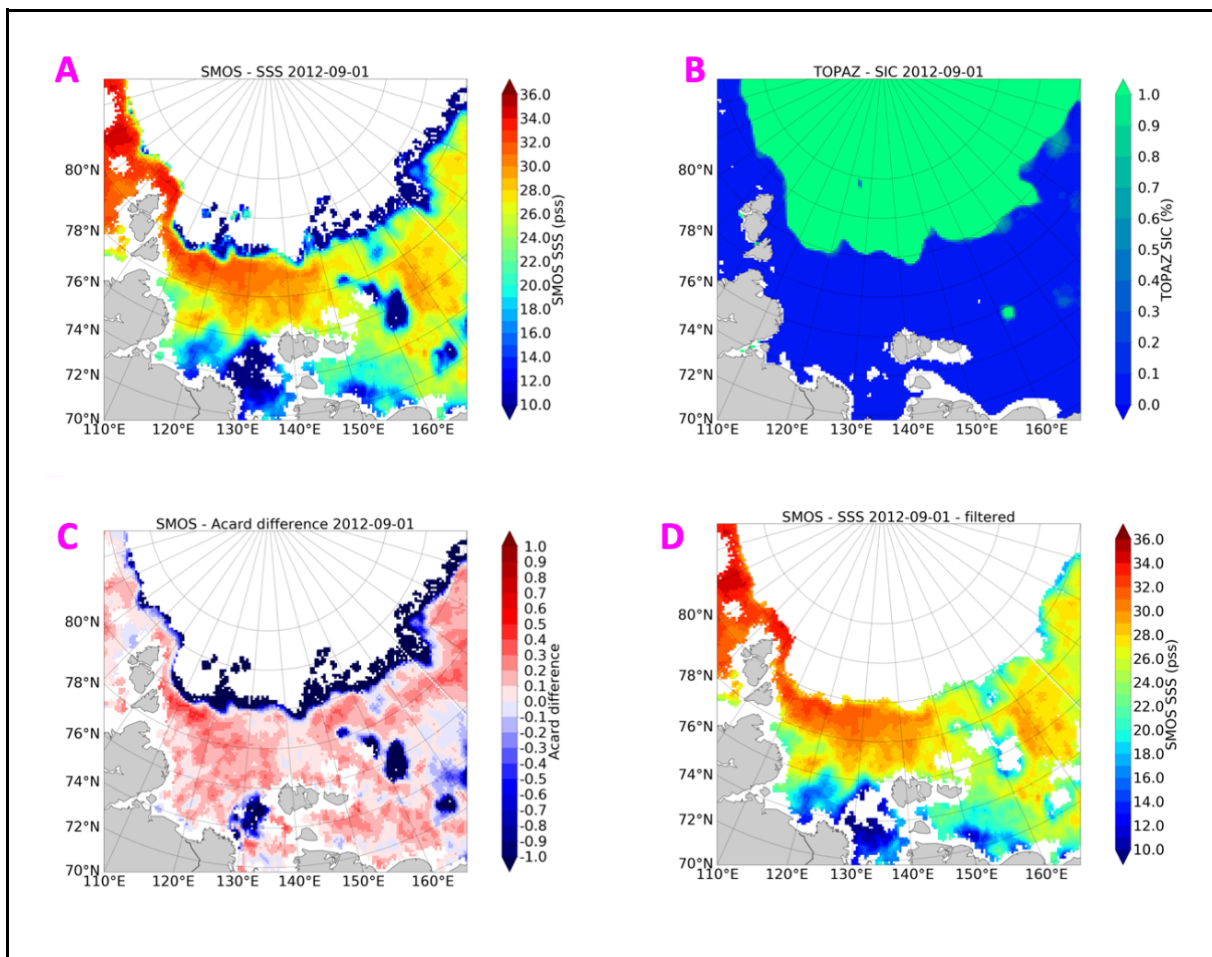 A
SMOS - SSS 2012-09-01
80°N
78°N
76°N
74°N
72°N
70°N
110°E 120°E 130°E 140°E 150°E 160°E
36.0
34.0
32.0
30.0
28.0
26.0
24.0
22.0
20.0
18.0
16.0
14.0
12.0
10.0
SMOS SSS (pss)
B
TOPAZ - SIC 2012-09-01
80°N
78°N
76°N
74°N
72°N
70°N
110°E 120°E 130°E 140°E 150°E 160°E
1.0
0.9
0.8
0.7
0.6
0.5
0.4
0.3
0.2
0.1
0.0
TOPAZ SIC (%)
C
SMOS - Acard difference 2012-09-01
80°N
78°N
76°N
74°N
72°N
70°N
110°E 120°E 130°E 140°E 150°E 160°E
1.0
0.9
0.8
0.7
0.6
0.5
0.4
0.3
0.2
0.1
0.0
-0.1
-0.2
-0.3
-0.4
-0.5
-0.6
-0.7
-0.8
-0.9
-1.0
Acard difference
D
SMOS - SSS 2012-09-01 - filtered
80°N
78°N
76°N
74°N
72°N
70°N
110°E 120°E 130°E 140°E 150°E 160°E
36.0
34.0
32.0
30.0
28.0
26.0
24.0
22.0
20.0
18.0
16.0
14.0
12.0
10.0
SMOS SSS (pss)